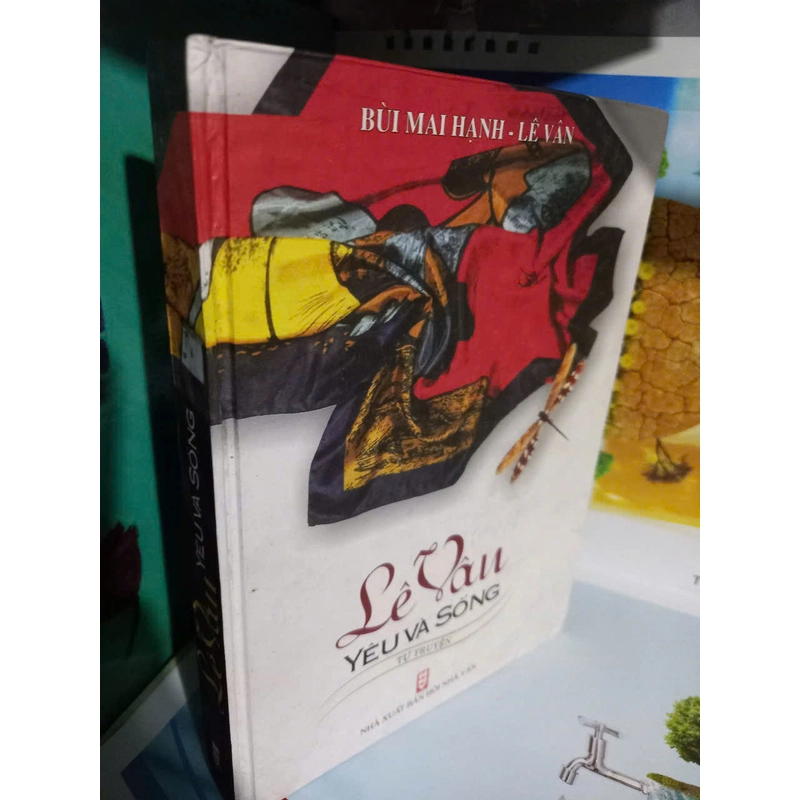 BÙI MAI HẠNH - LÊ VÂN
Lê Vân
YÊU VÀ SỐNG
TỰ TRUYỆN
NHÀ XUẤT BẢN HỘI NHÀ VĂN
Lê Vân YÊU VÀ SỐNG